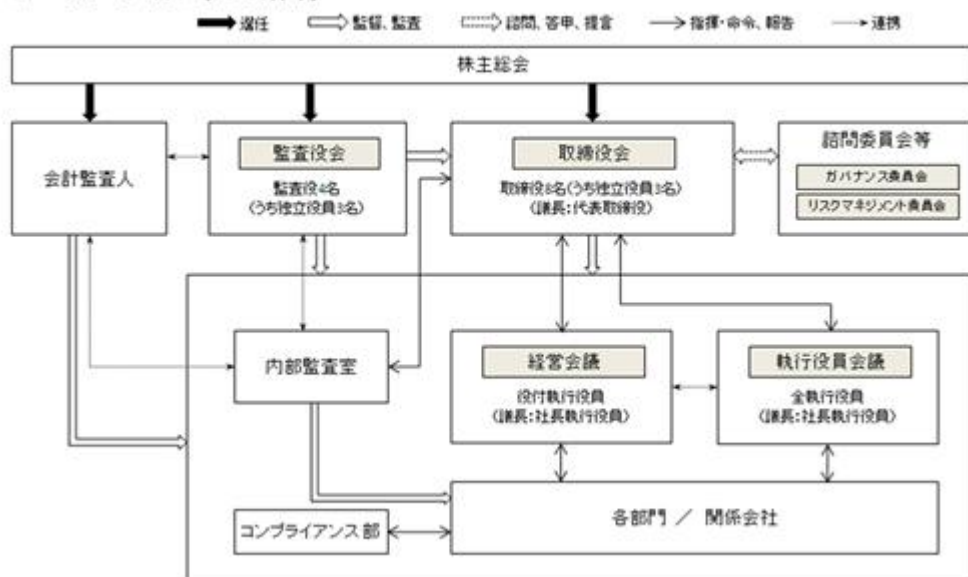 選任
監督、監査
諮問、答申、提言
指揮・命令、報告
連携
株主総会
会計監査人
監査役会
監査役4名
(うち独立役員3名)
取締役会
取締役8名(うち独立役員3名)
(議長:代表取締役)
諮問委員会等
ガバナンス委員会
リスクマネジメント委員会
内部監査室
経営会議
役付執行役員
(議長:社長執行役員)
執行役員会議
全執行役員
(議長:社長執行役員)
コンプライアンス部
各部門 / 関係会社